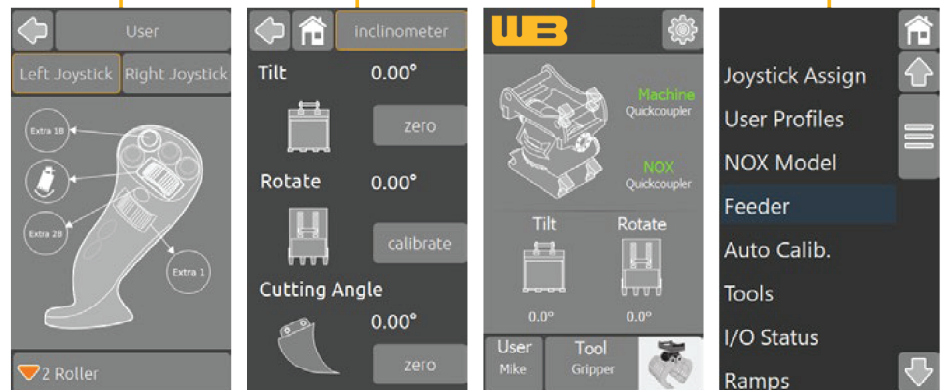 User
Left Joystick Right Joystick
Extra 1B
Extra 2B
Extra 1
2 Roller
inclinometer
Tilt 0.00°
zero
Rotate 0.00°
calibrate
Cutting Angle
0.00°
zero
WB
Machine
Quickcoupler
NOX
Quickcoupler
Tilt Rotate
0.0° 0.0°
User Tool
Mike Gripper
Joystick Assign
User Profiles
NOX Model
Feeder
Auto Calib.
Tools
I/O Status
Ramps